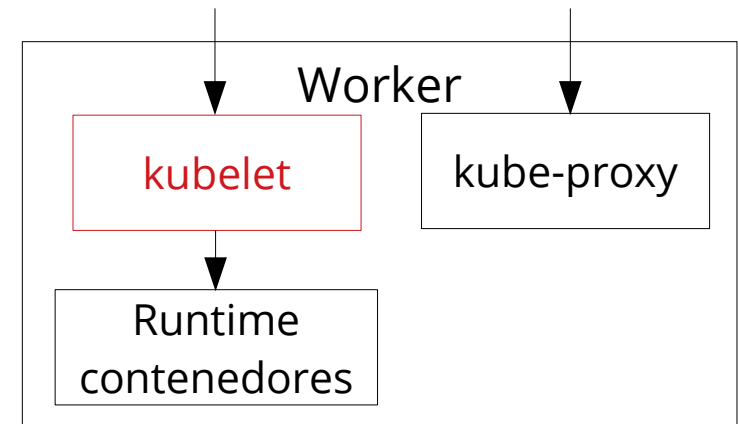 Worker
kubelet
kube-proxy
Runtime
contenedores